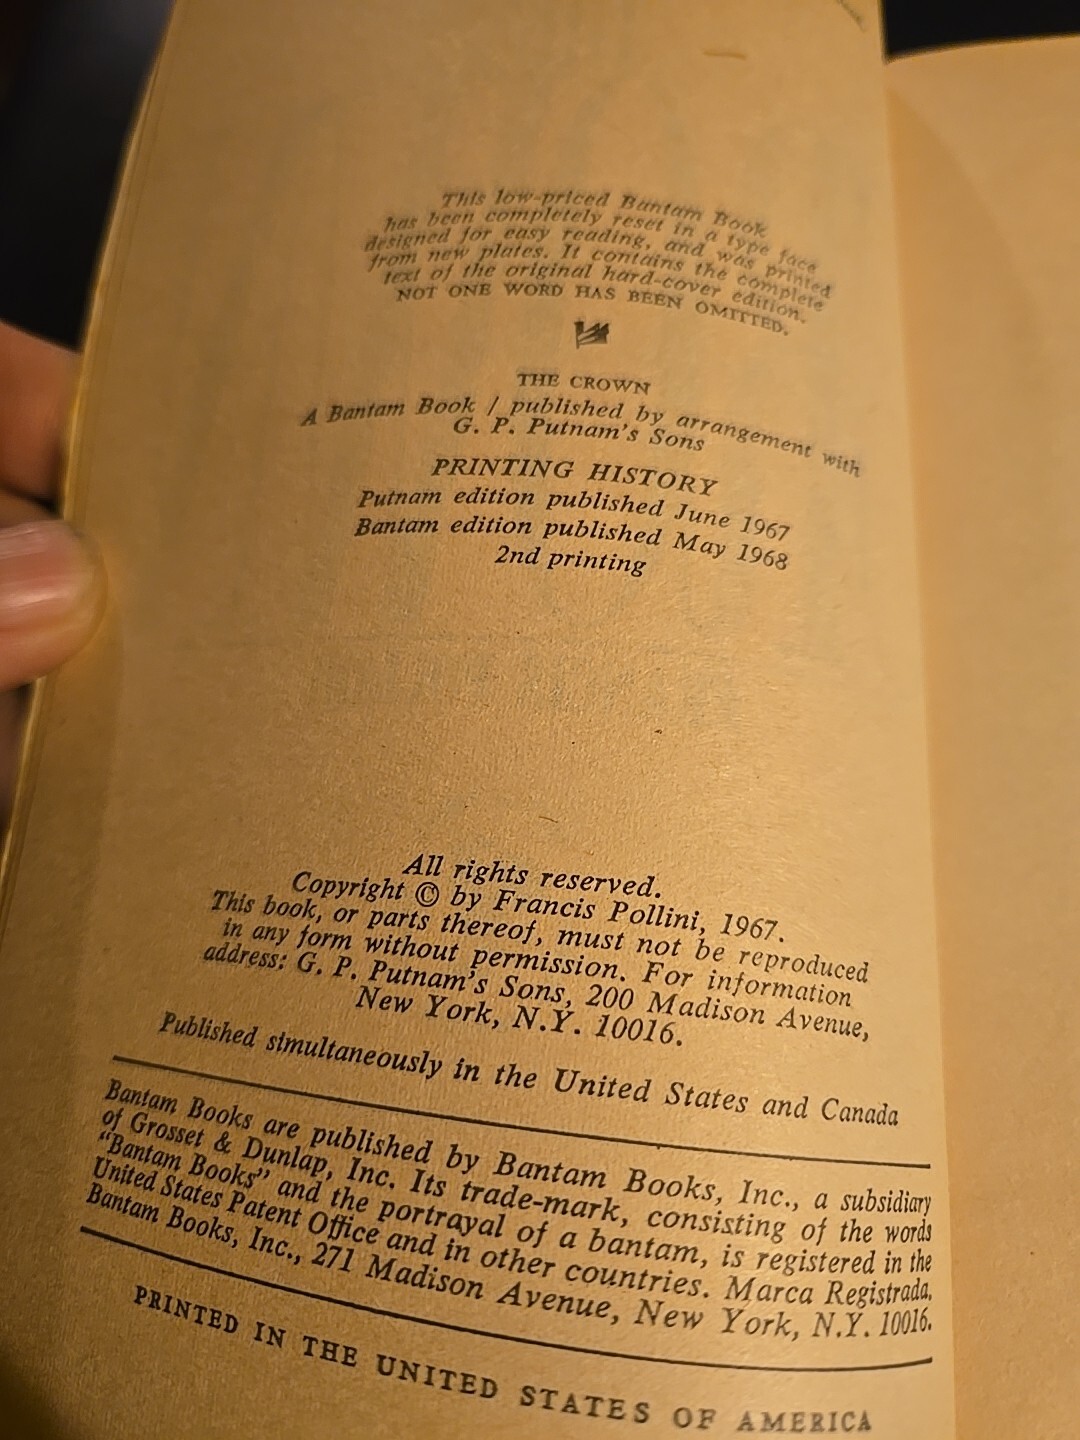 This low-priced Bantam Book
has been completely reset in a type face
designed for easy reading, and was printed
from new plates. It contains the complete
text of the original hard-cover edition.
NOT ONE WORD HAS BEEN OMITTED.
THE CROWN
A Bantam Book / published by arrangement with
G. P. Putnam's Sons
PRINTING HISTORY
Putnam edition published June 1967
Bantam edition published May 1968
2nd printing
All rights reserved.
Copyright © by Francis Pollini, 1967.
This book, or parts thereof, must not be reproduced
in any form without permission. For information
address: G. P. Putnam's Sons, 200 Madison Avenue,
New York, N.Y. 10016.
Published simultaneously in the United States and Canada
Bantam Books are published by Bantam Books, Inc., a subsidiary
of Grosset & Dunlap, Inc. Its trade-mark, consisting of the words
"Bantam Books" and the portrayal of a bantam, is registered in the
United States Patent Office and in other countries. Marca Registrada.
Bantam Books, Inc., 271 Madison Avenue, New York, N.Y. 10016.
PRINTED IN THE UNITED STATES OF AMERICA